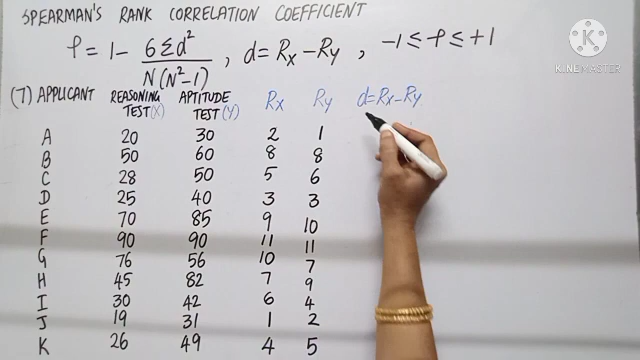 SPEARMAN'S RANK CORRELATION COEFFICIENT
ρ = 1 - 6Σd² / N(N²-1) , d = Rx - Ry , -1 ≤ ρ ≤ +1
KINEMASTER
(7) APPLICANT REASONING TEST(X) APTITUDE TEST(Y) Rx Ry d=Rx-Ry
A 20 30 2 1
B 50 60 8 8
C 28 50 5 6
D 25 40 3 3
E 70 85 9 10
F 90 90 11 11
G 76 56 10 7
H 45 82 7 9
I 30 42 6 4
J 19 31 1 2
K 26 49 4 5